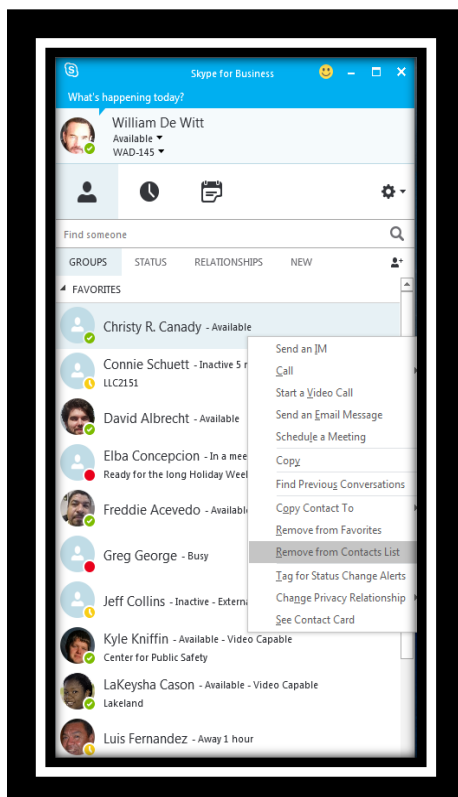 Skype for Business
What's happening today?
William De Witt
Available
WAD-145
Find someone
GROUPS STATUS RELATIONSHIPS NEW
FAVORITES
Christy R. Canady - Available
Connie Schuett - Inactive 5
LLC2151
David Albrecht - Available
Elba Concepcion - In a
Ready for the long Holiday
Freddie Acevedo -
Greg George - Busy
Jeff Collins - Inactive -
Kyle Kniffin - Available - Video Capable
Center for Public Safety
LaKeysha Cason - Available - Video Capable
Lakeland
Luis Fernandez - Away 1 hour
Send an IM
Call
Start a Video Call
Send an Email Message
Schedule a Meeting
Copy
Find Previous Conversations
Copy Contact To
Remove from Favorites
Remove from Contacts List
Tag for Status Change Alerts
Change Privacy Relationship
See Contact Card